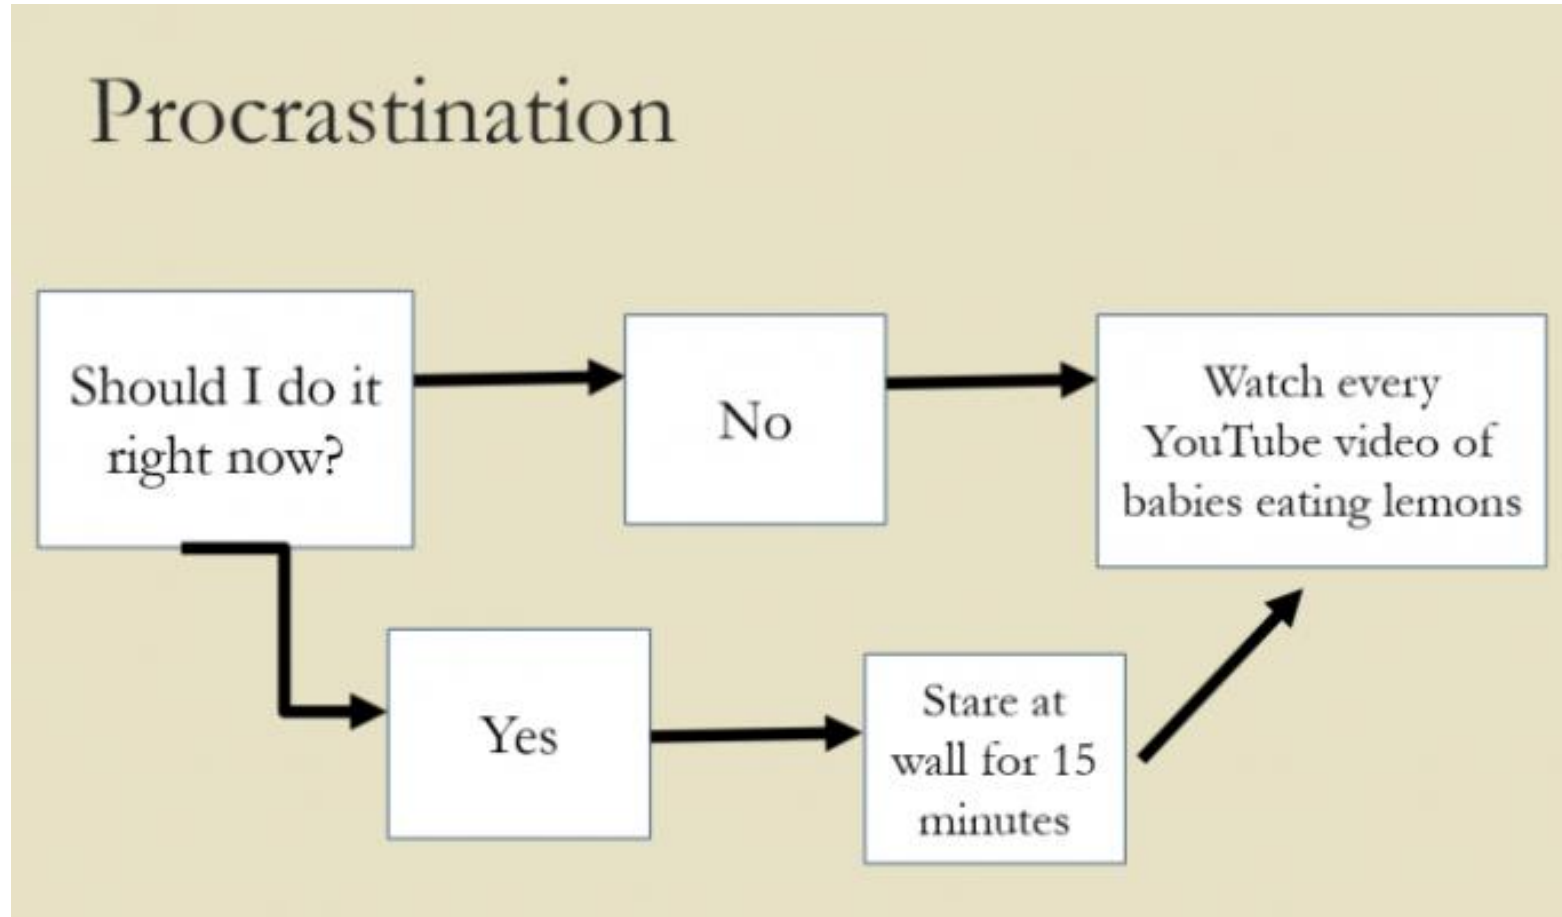 Procrastination
Should I do it
right now?
No
Watch every
YouTube video of
babies eating lemons
Yes
Stare at
wall for 15
minutes